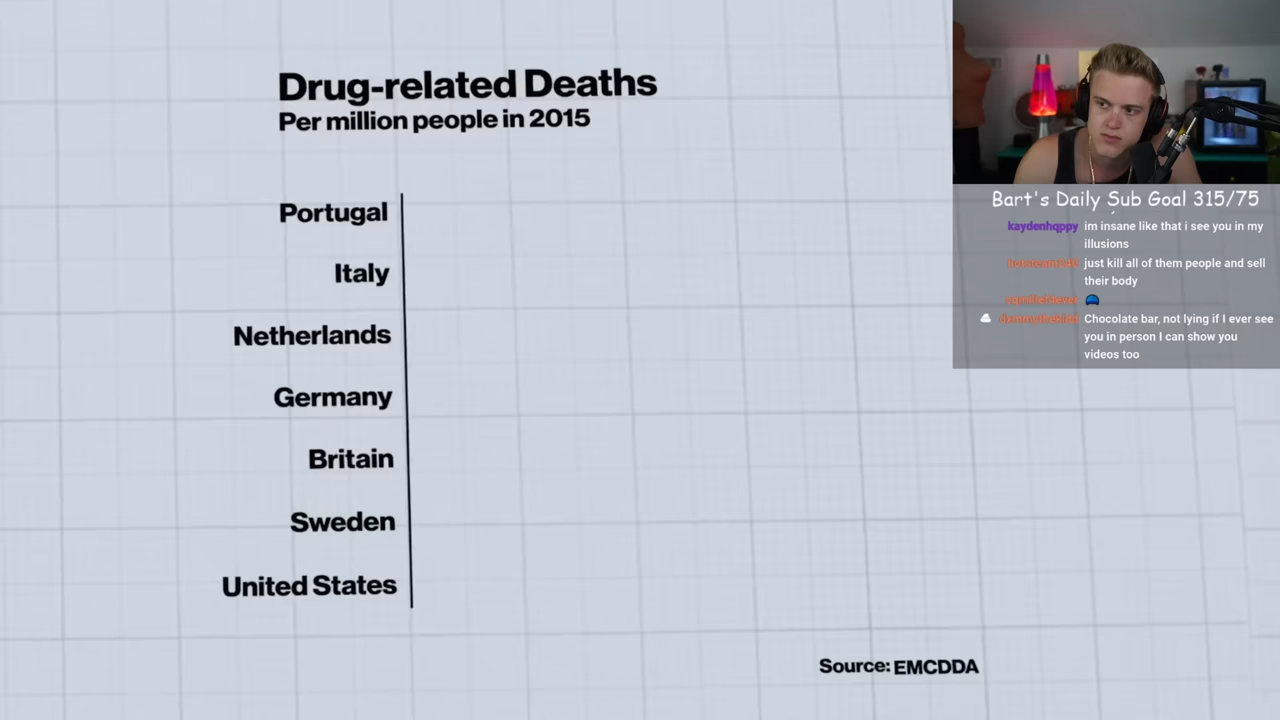 Drug-related Deaths
Per million people in 2015
Portugal
Italy
Netherlands
Germany
Britain
Sweden
United States
Source: EMCDDA
Bart's Daily Sub Goal 315/75
kaydenhqppy im insane like that i see you in my
illusions
just kill all of them people and sell
their body
Chocolate bar, not lying if I ever see
you in person I can show you
videos too